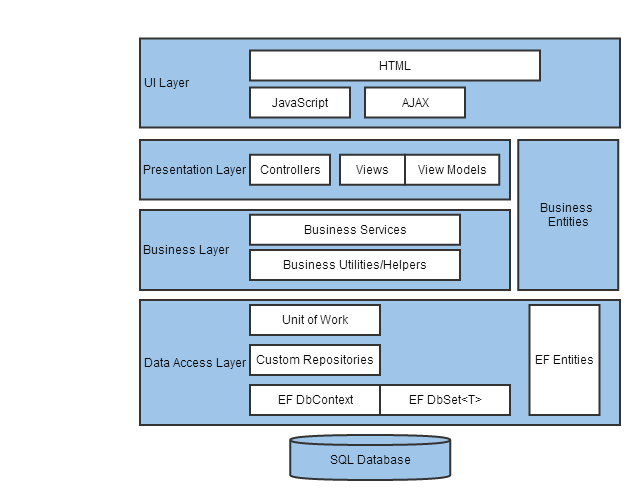 HTML
UI Layer
JavaScript
AJAX
Presentation Layer
Controllers
Views
View Models
Business
Entities
Business Services
Business Layer
Business Utilities/Helpers
Unit of Work
Data Access Layer
Custom Repositories
EF Entities
EF DbContext
EF DbSet<T>
SQL Database